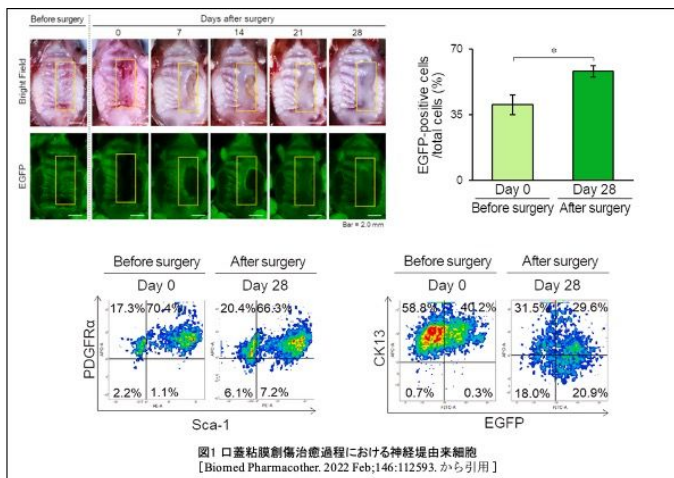 Before surgery
Days after surgery
0 7 14 21 28
Bright Field
EGFP
Bar = 2.0 mm
EGFP-positive cells
/total cells (%)
70
35
0
*
Day 0 Day 28
Before surgery After surgery
Before surgery After surgery
Day 0 Day 28
17.3% 70.4% 20.4% 66.3%
PDGFRα
2.2% 1.1% 6.1% 7.2%
Sca-1
Before surgery After surgery
Day 0 Day 28
58.8% 40.2% 31.5% 29.6%
CK13
0.7% 0.3% 18.0% 20.9%
EGFP
図1 口蓋粘膜創傷治癒過程における神経堤由来細胞
[Biomed Pharmacother. 2022 Feb;146:112593. から引用]